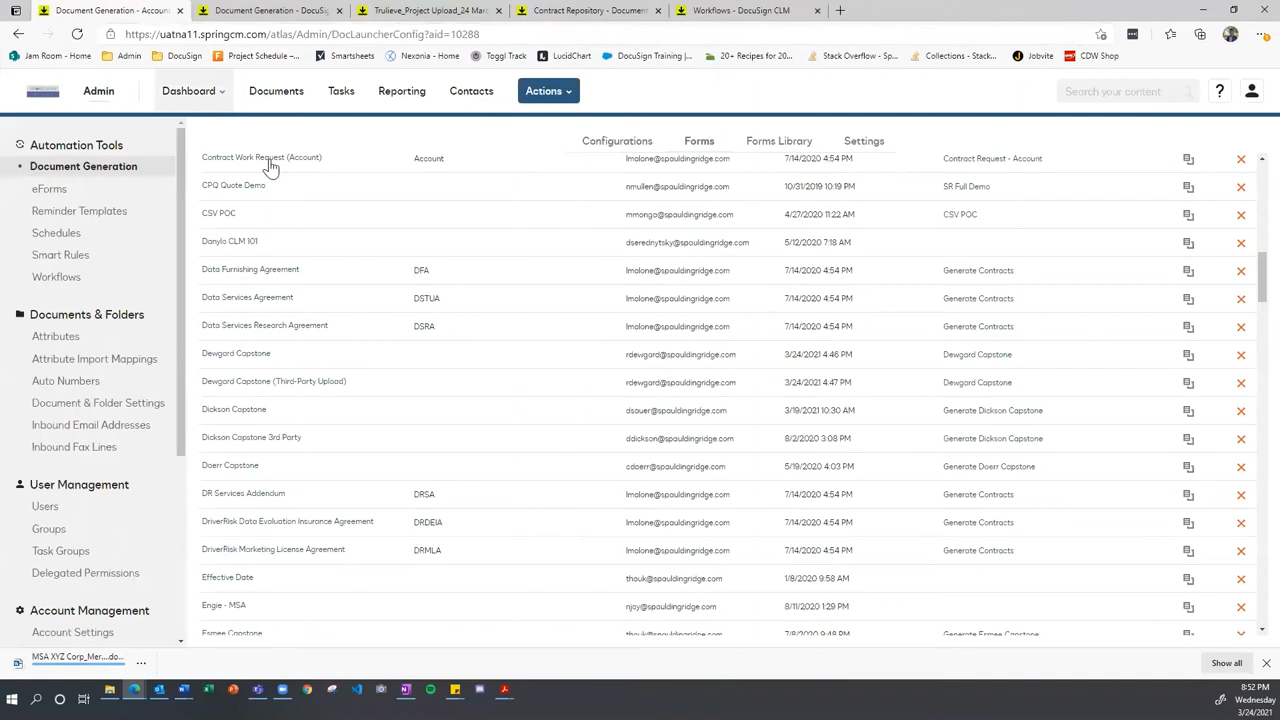 Document Generation - Accoun
Document Generation - DocuSig
Trulieve_Project Upload_24 Marc
Contract Repository - Document
Workflows - DocuSign CLM
https://uatna11.springcm.com/atlas/Admin/DocLauncherConfig?aid=10288
Jam Room - Home
Admin
DocuSign
Project Schedule –...
Smartsheets
Nexonia - Home
Toggl Track
LucidChart
DocuSign Training |...
20+ Recipes for 20...
Stack Overflow - Sp...
Collections - Stack...
Jobvite
CDW Shop
Admin
Dashboard
Documents
Tasks
Reporting
Contacts
Actions
Search your content
?
Automation Tools
Document Generation
eForms
Reminder Templates
Schedules
Smart Rules
Workflows
Documents & Folders
Attributes
Attribute Import Mappings
Auto Numbers
Document & Folder Settings
Inbound Email Addresses
Inbound Fax Lines
User Management
Users
Groups
Task Groups
Delegated Permissions
Account Management
Account Settings
Configurations
Forms
Forms Library
Settings
Contract Work Request (Account) Account lmalone@spauldingridge.com 7/14/2020 4:54 PM Contract Request - Account
CPQ Quote Demo nmullen@spauldingridge.com 10/31/2019 10:19 PM SR Full Demo
CSV POC mmongo@spauldingridge.com 4/27/2020 11:22 AM CSV POC
Danylo CLM 101 dserednytsky@spauldingridge.com 5/12/2020 7:18 AM
Data Furnishing Agreement DFA lmalone@spauldingridge.com 7/14/2020 4:54 PM Generate Contracts
Data Services Agreement DSTUA lmalone@spauldingridge.com 7/14/2020 4:54 PM Generate Contracts
Data Services Research Agreement DSRA lmalone@spauldingridge.com 7/14/2020 4:54 PM Generate Contracts
Dewgard Capstone rdewgard@spauldingridge.com 3/24/2021 4:46 PM Dewgard Capstone
Dewgard Capstone (Third-Party Upload) rdewgard@spauldingridge.com 3/24/2021 4:47 PM Dewgard Capstone
Dickson Capstone dsauer@spauldingridge.com 3/19/2021 10:30 AM Generate Dickson Capstone
Dickson Capstone 3rd Party ddickson@spauldingridge.com 8/2/2020 3:08 PM Generate Dickson Capstone
Doerr Capstone cdoerr@spauldingridge.com 5/19/2020 4:03 PM Generate Doerr Capstone
DR Services Addendum DRSA lmalone@spauldingridge.com 7/14/2020 4:54 PM Generate Contracts
DriverRisk Data Evaluation Insurance Agreement DRDEIA lmalone@spauldingridge.com 7/14/2020 4:54 PM Generate Contracts
DriverRisk Marketing License Agreement DRMLA lmalone@spauldingridge.com 7/14/2020 4:54 PM Generate Contracts
Effective Date thouk@spauldingridge.com 1/8/2020 9:58 AM
Engie - MSA njoy@spauldingridge.com 8/11/2020 1:29 PM
Esmee Capstone thouk@spauldingridge.com 7/8/2020 9:48 PM Generate Esmee Capstone
MSA XYZ Corp_Mer....do...
Show all
8:52 PM
Wednesday
3/24/2021